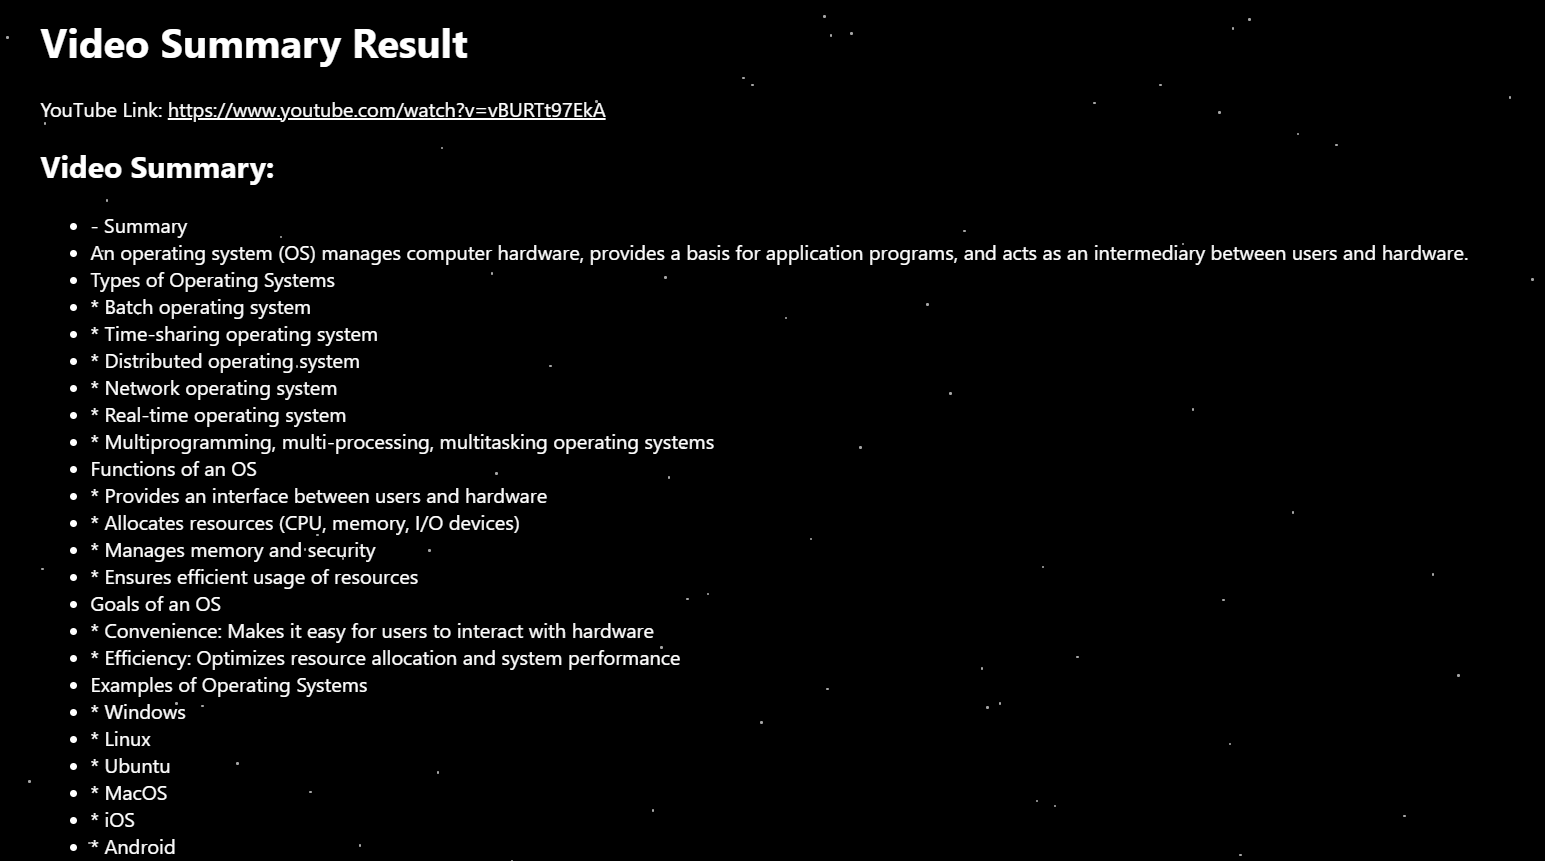 Video Summary Result
YouTube Link: https://www.youtube.com/watch?v=vBURTt97EkA
Video Summary:
• - Summary
• An operating system (OS) manages computer hardware, provides a basis for application programs, and acts as an intermediary between users and hardware.
• Types of Operating Systems
• * Batch operating system
• * Time-sharing operating system
• * Distributed operating system
• * Network operating system
• * Real-time operating system
• * Multiprogramming, multi-processing, multitasking operating systems
• Functions of an OS
• * Provides an interface between users and hardware
• * Allocates resources (CPU, memory, I/O devices)
• * Manages memory and security
• * Ensures efficient usage of resources
• Goals of an OS
• * Convenience: Makes it easy for users to interact with hardware
• * Efficiency: Optimizes resource allocation and system performance
• Examples of Operating Systems
• * Windows
• * Linux
• * Ubuntu
• * MacOS
• * iOS
• * Android